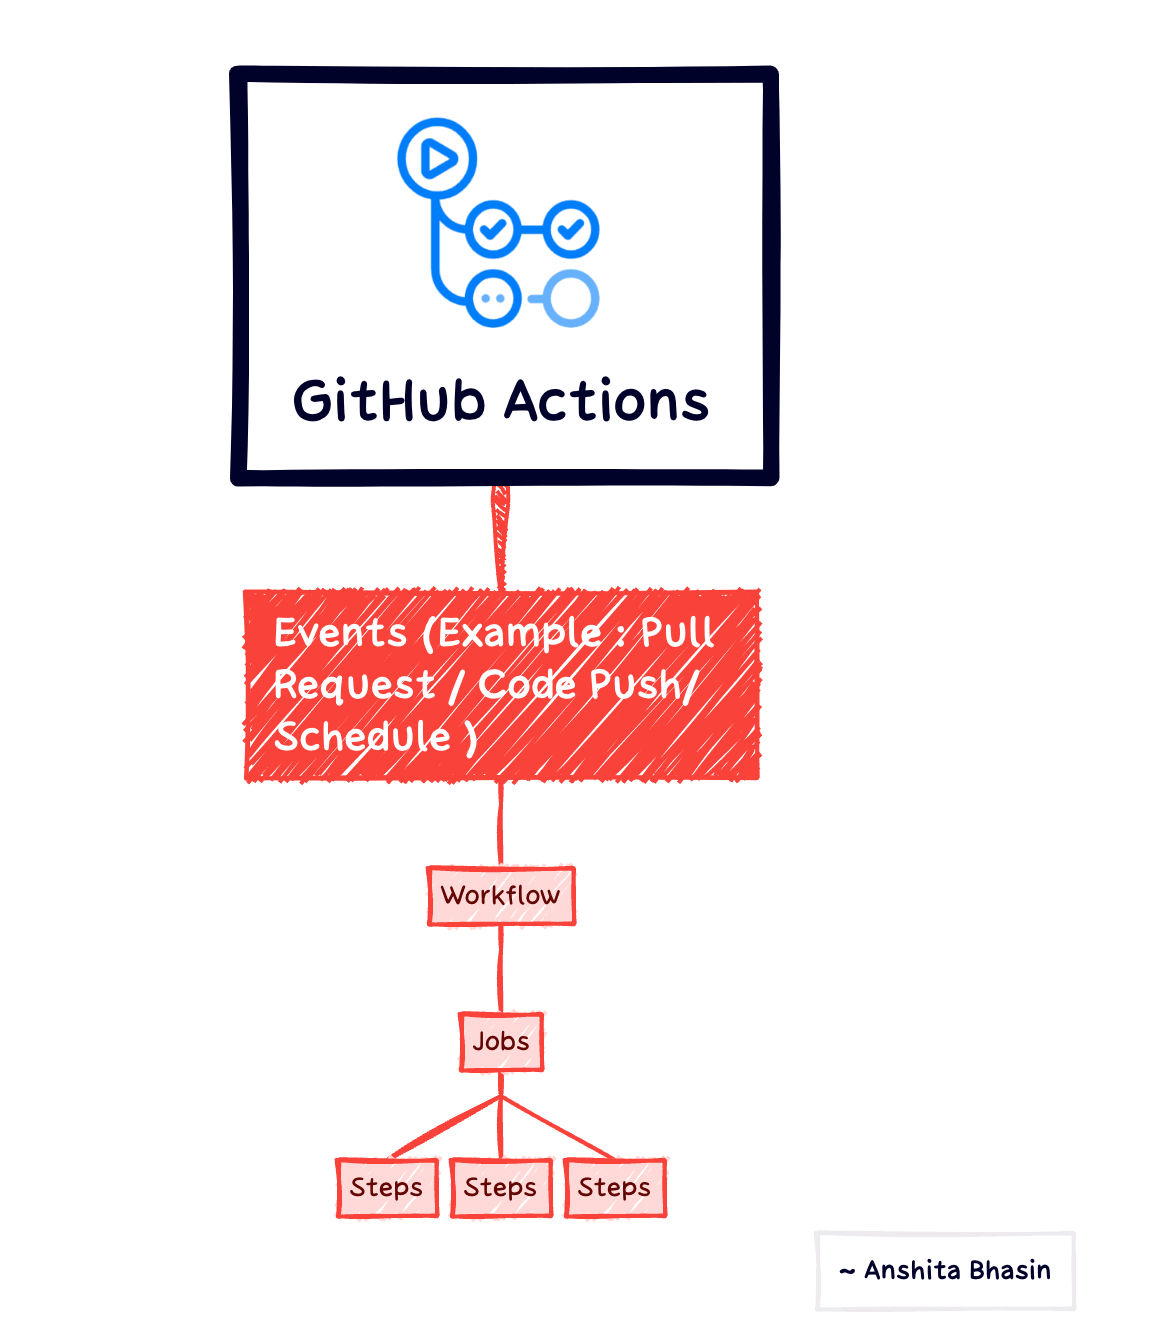 GitHub Actions
Events (Example : Pull
Request / Code Push/
Schedule )
Workflow
Jobs
Steps
Steps
Steps
~ Anshita Bhasin